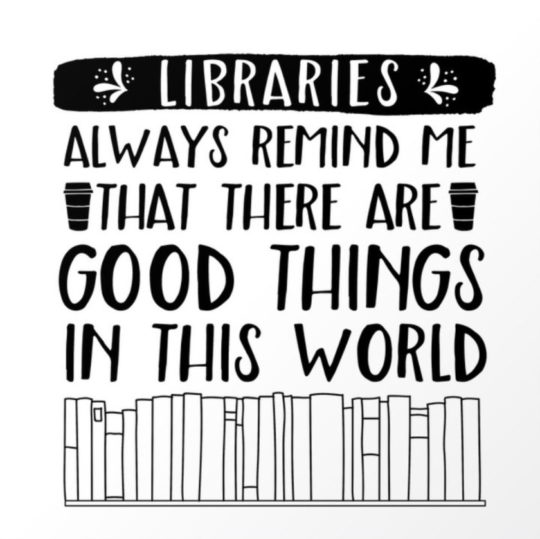 LIBRARIES
ALWAYS REMIND ME
THAT THERE ARE
GOOD THINGS
IN THIS WORLD